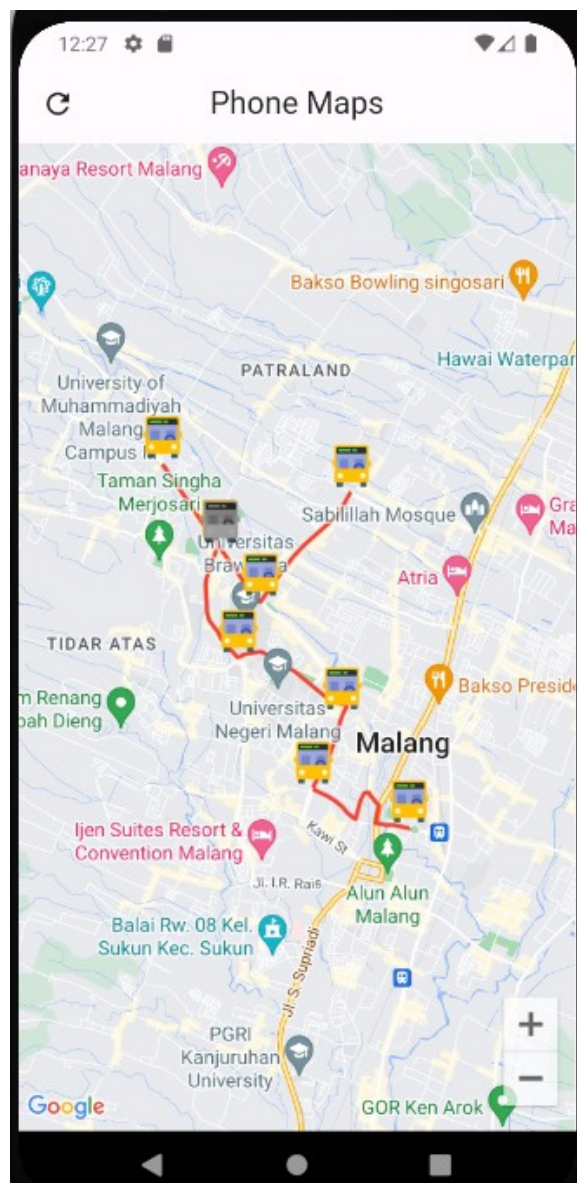 12:27
Phone Maps
anaya Resort Malang
Bakso Bowling singosari
Hawai Waterpar
PATRALAND
University of
Muhammadiyah
Malang
Campus
Taman Singha
Merjosari
Sabilillah Mosque
Gra
Ma
Universitas
Braw
Atria
TIDAR ATAS
m Renang
bah Dieng
Universitas
Negeri Malang
Bakso Preside
Malang
Ijen Suites Resort &
Convention Malang
Kawi St
Jl. I.R. Rais
Alun Alun
Malang
Balai Rw. 08 Kel.
Sukun Kec. Sukun
Jl. S. Supriadi
PGRI
Kanjuruhan
University
+
−
Google
GOR Ken Arok